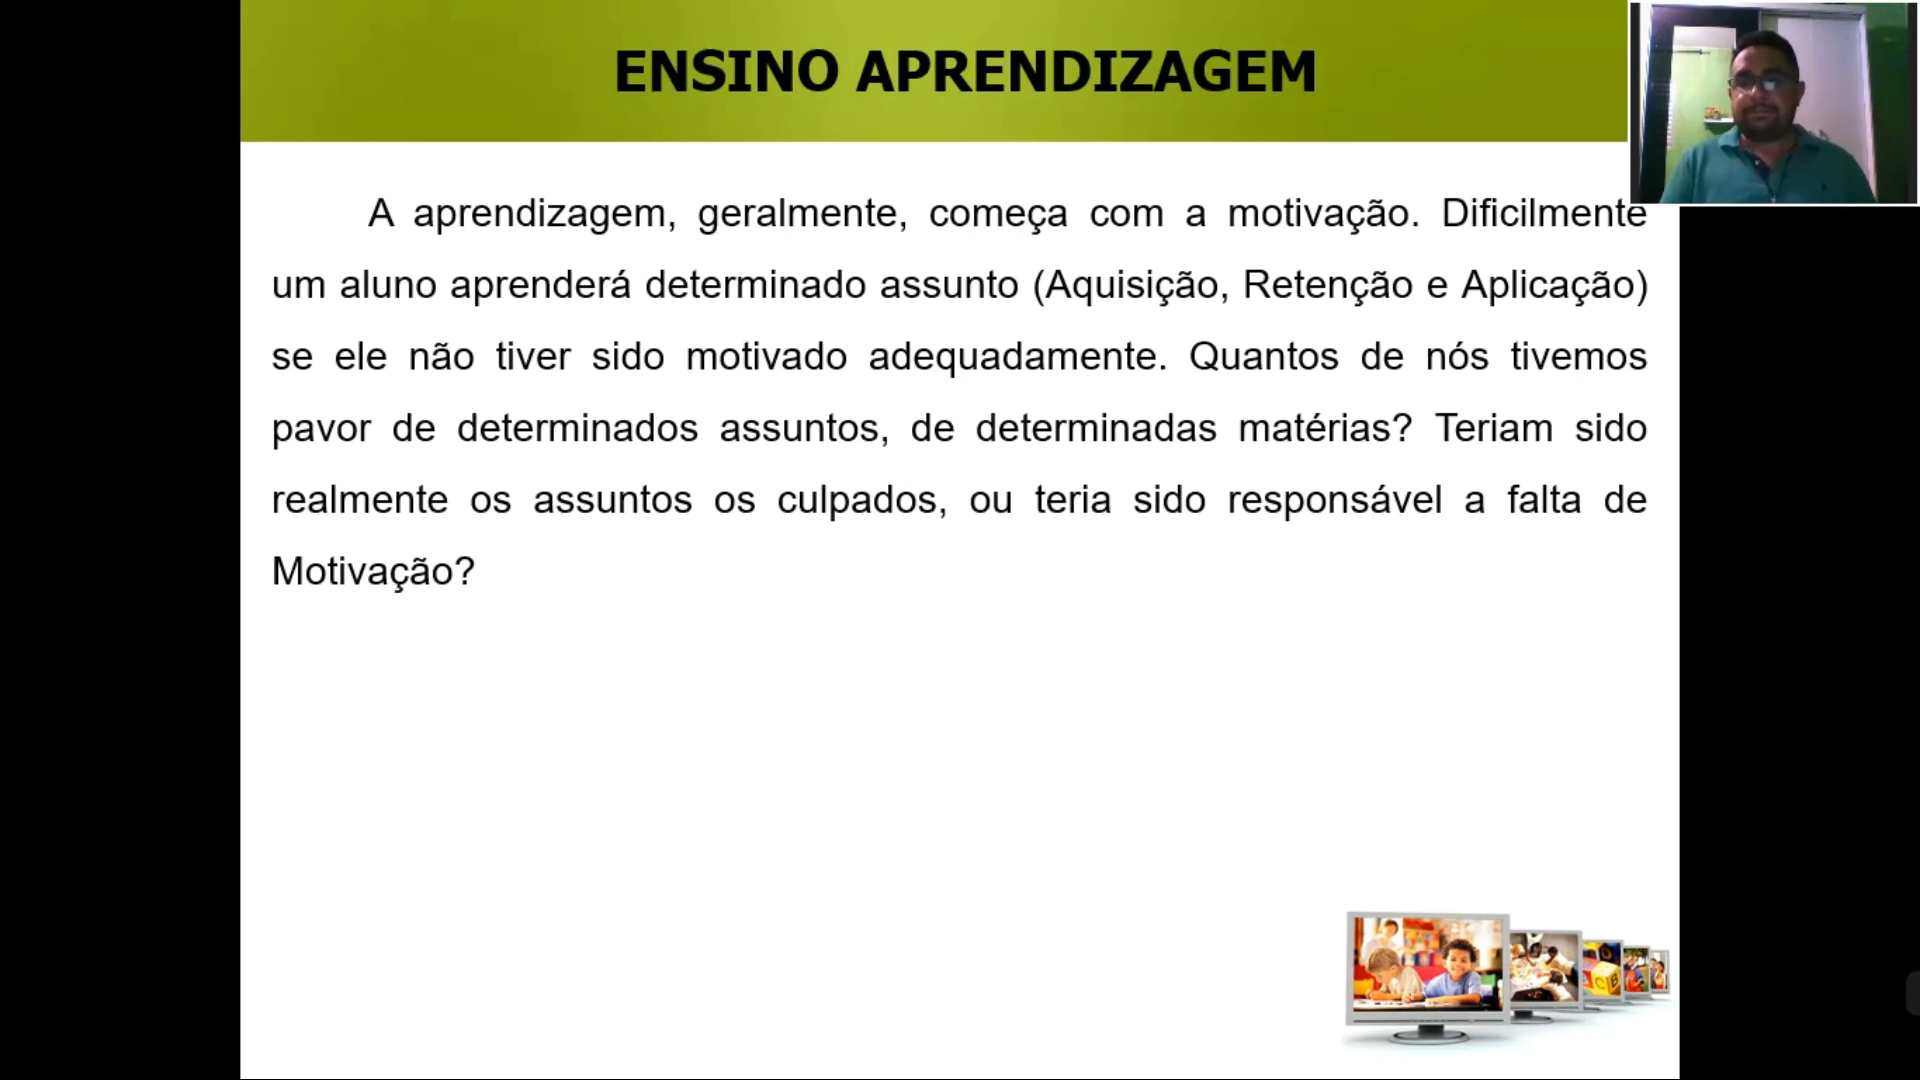 ENSINO APRENDIZAGEM
A aprendizagem, geralmente, começa com a motivação. Dificilmente
um aluno aprenderá determinado assunto (Aquisição, Retenção e Aplicação)
se ele não tiver sido motivado adequadamente. Quantos de nós tivemos
pavor de determinados assuntos, de determinadas matérias? Teriam sido
realmente os assuntos os culpados, ou teria sido responsável a falta de
Motivação?